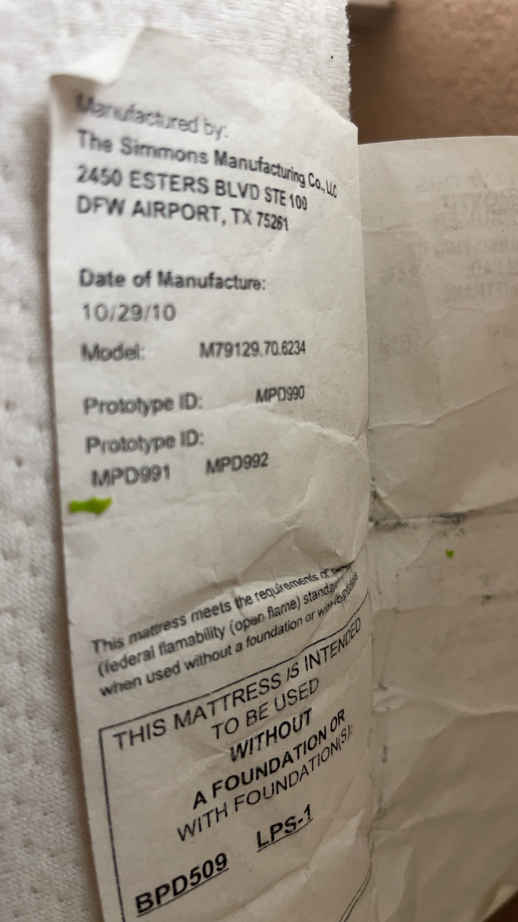 Manufactured by:
The Simmons Manufacturing Co., LLC
2450 ESTERS BLVD STE 100
DFW AIRPORT, TX 75261
Date of Manufacture:
10/29/10
Model: M79129.70.6234
Prototype ID: MPD990
Prototype ID:
MPD991 MPD992
This mattress meets the requirements of
(federal flamability (open flame)
when used without a foundation or
THIS MATTRESS IS INTENDED
TO BE USED
WITHOUT
A FOUNDATION OR
WITH FOUNDATION(S):
BPD509 LPS-1